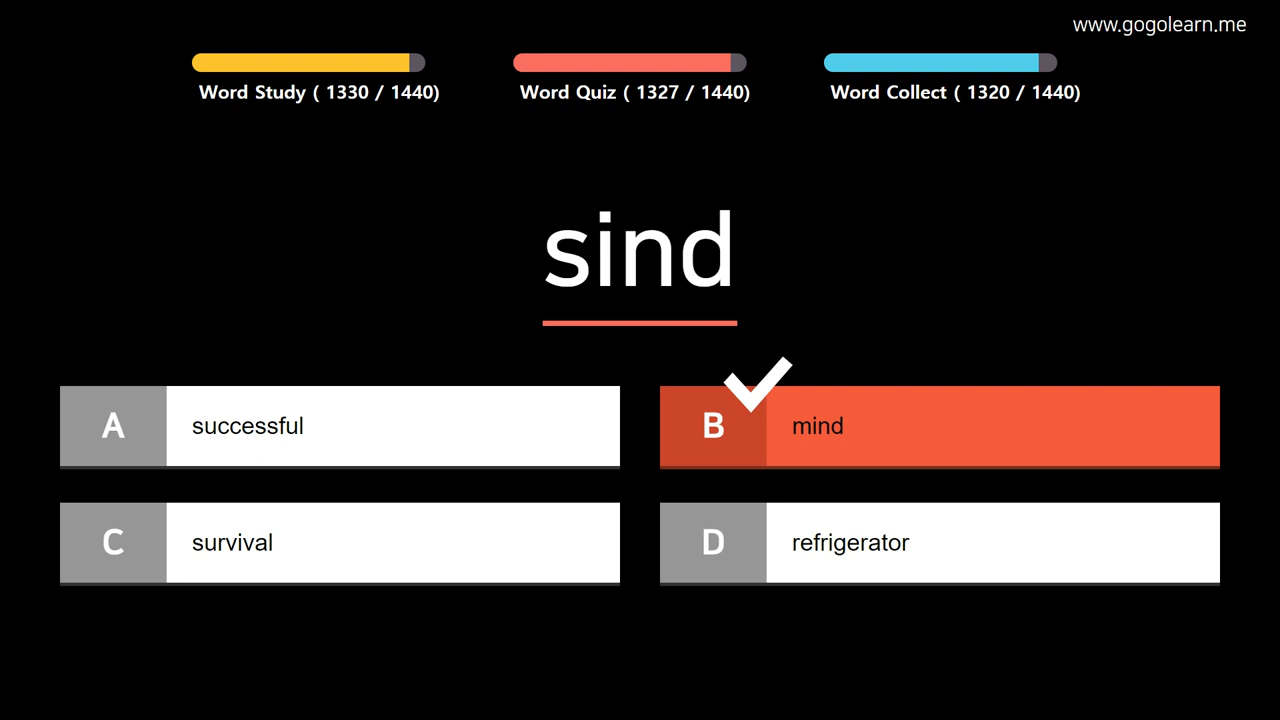 www.gogolearn.me
Word Study ( 1330 / 1440)
Word Quiz ( 1327 / 1440)
Word Collect ( 1320 / 1440)
sind
A successful
B mind
C survival
D refrigerator